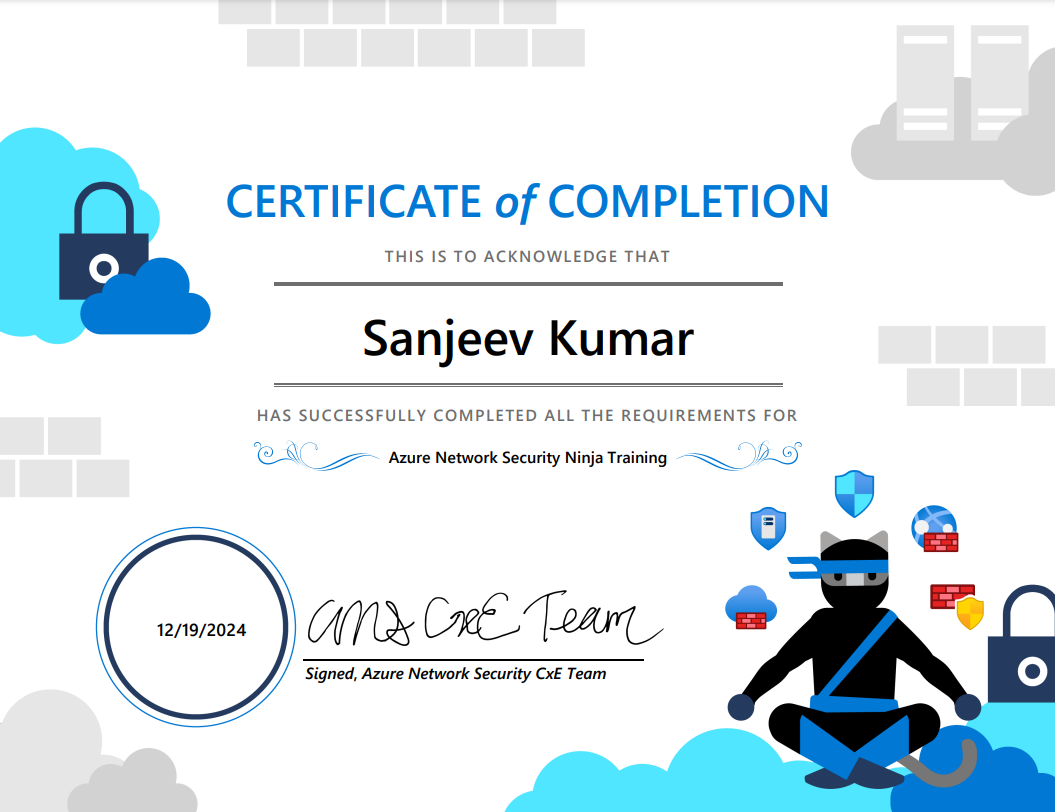 CERTIFICATE of COMPLETION
THIS IS TO ACKNOWLEDGE THAT
Sanjeev Kumar
HAS SUCCESSFULLY COMPLETED ALL THE REQUIREMENTS FOR
Azure Network Security Ninja Training
12/19/2024
ANS CxE Team
Signed, Azure Network Security CxE Team